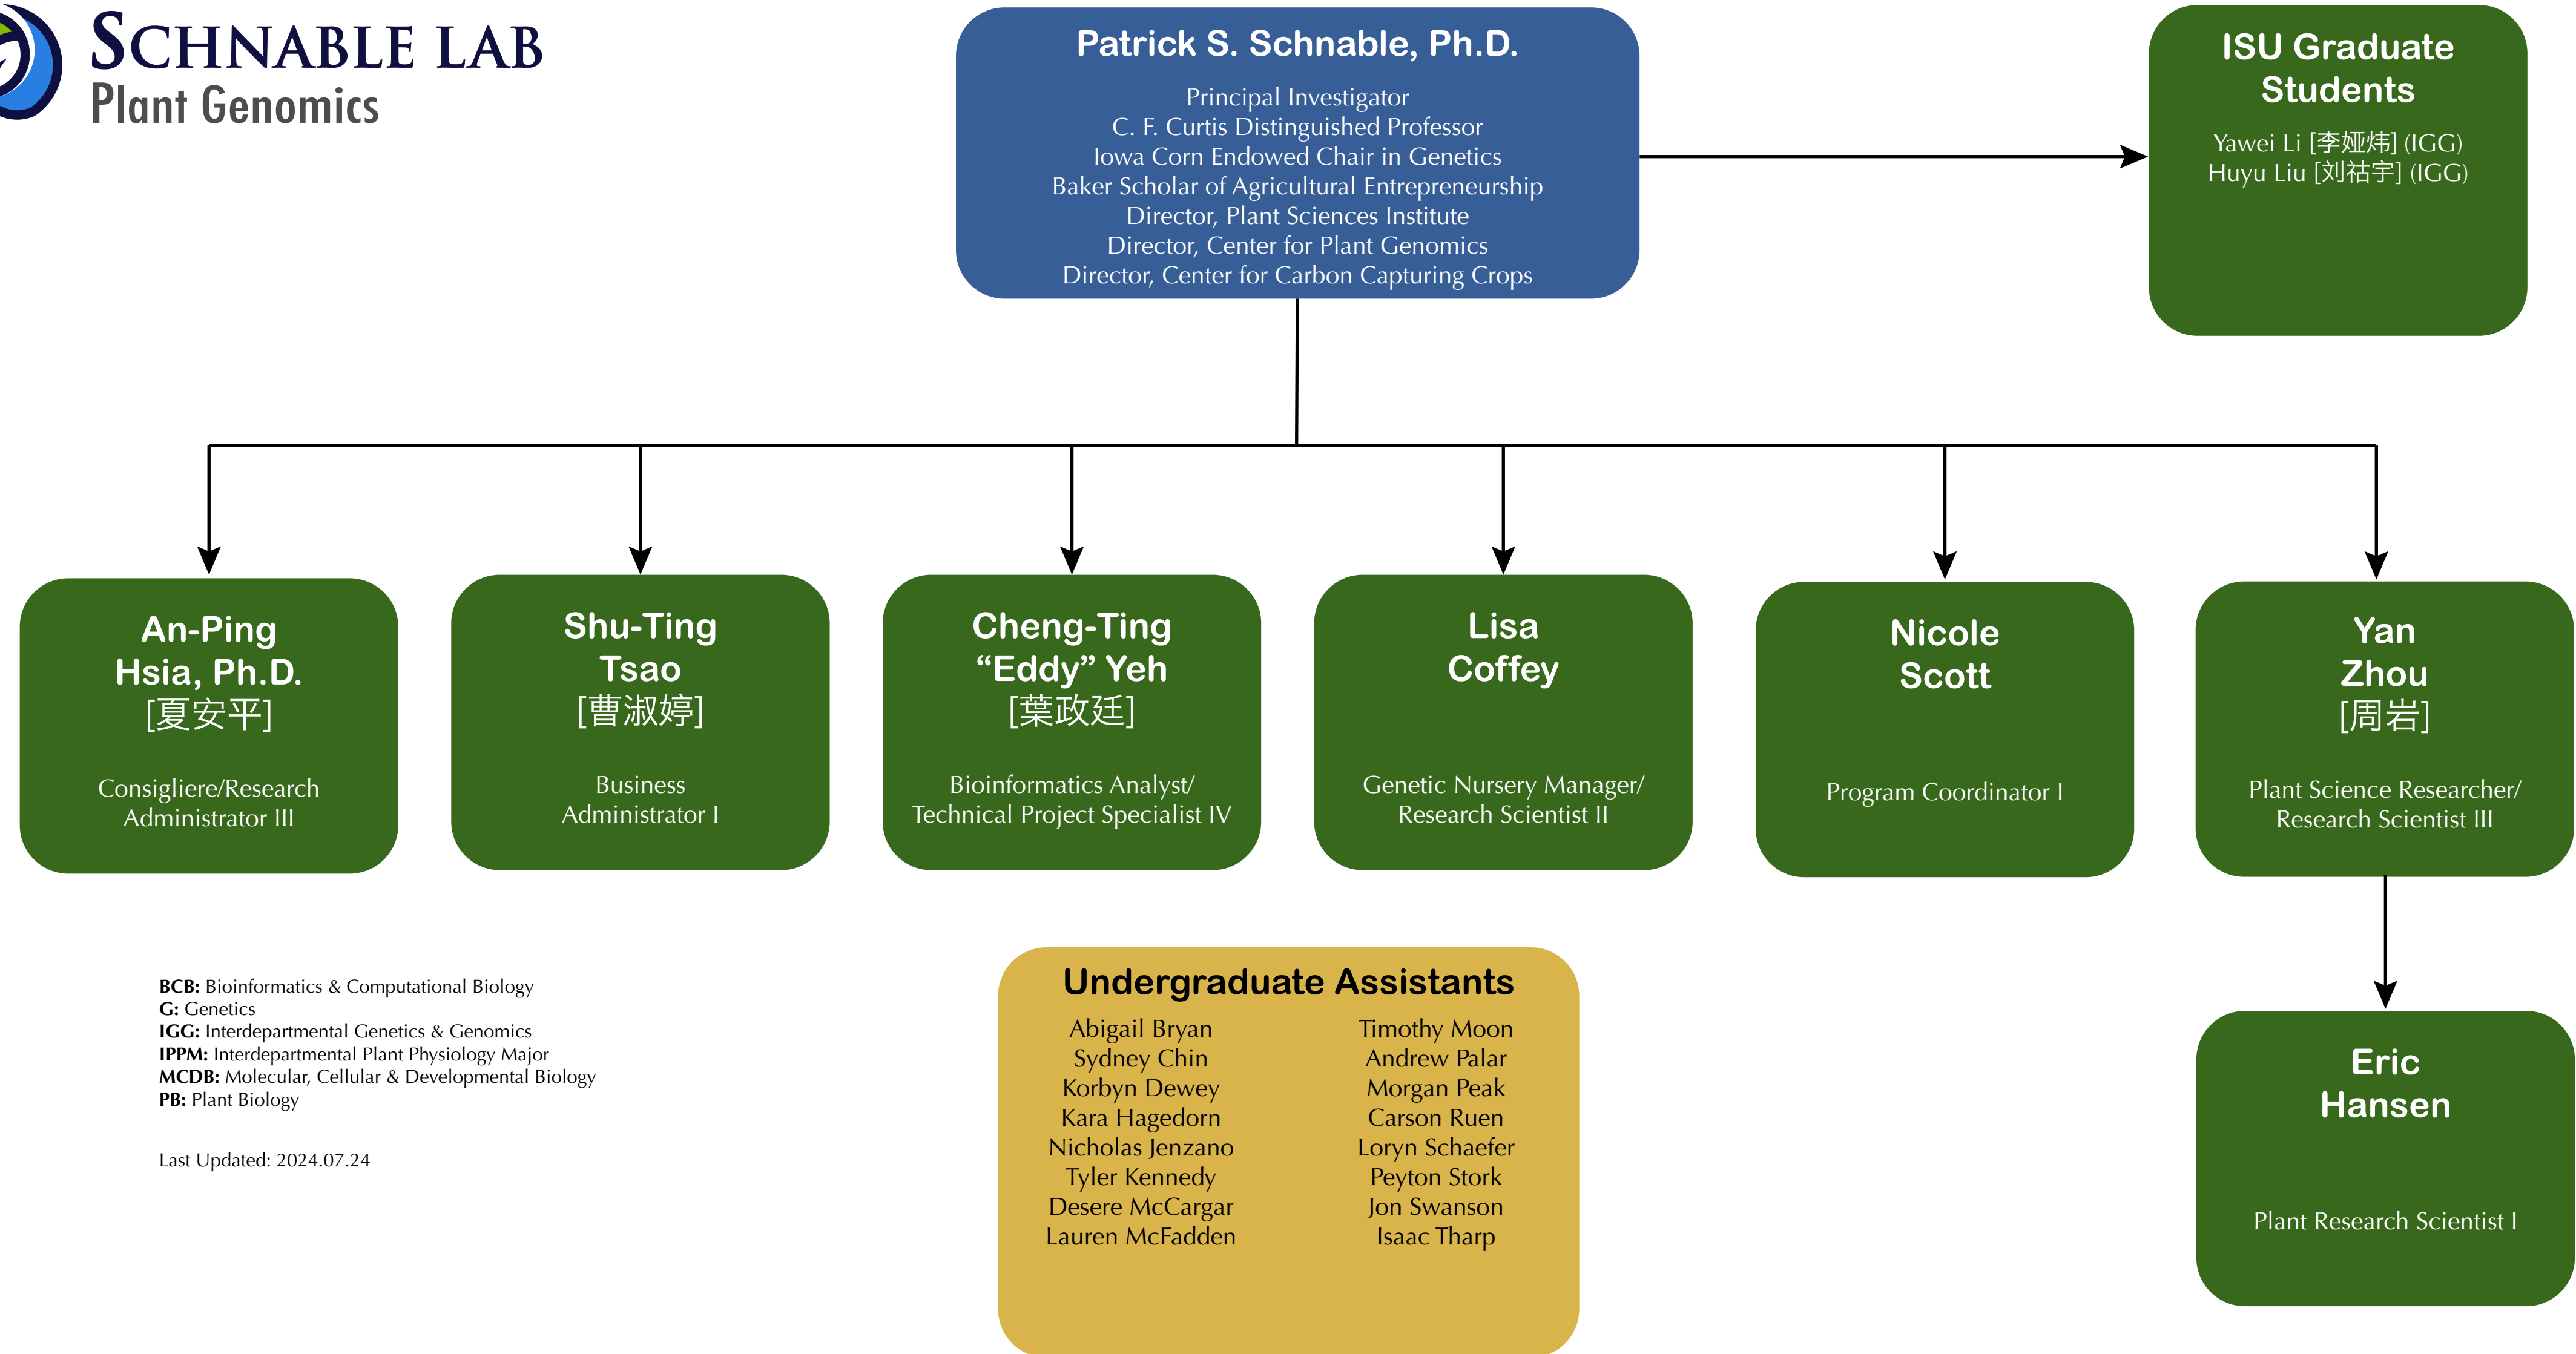 SCHNABLE LAB
Plant Genomics
Patrick S. Schnable, Ph.D.
Principal Investigator
C. F. Curtis Distinguished Professor
Iowa Corn Endowed Chair in Genetics
Baker Scholar of Agricultural Entrepreneurship
Director, Plant Sciences Institute
Director, Center for Plant Genomics
Director, Center for Carbon Capturing Crops
ISU Graduate
Students
Yawei Li [李娅炜] (IGG)
Huyu Liu [刘祜宇] (IGG)
An-Ping
Hsia, Ph.D.
[夏安平]
Consigliere/Research
Administrator III
Shu-Ting
Tsao
[曹淑婷]
Business
Administrator I
Cheng-Ting
“Eddy” Yeh
[葉政廷]
Bioinformatics Analyst/
Technical Project Specialist IV
Lisa
Coffey
Genetic Nursery Manager/
Research Scientist II
Nicole
Scott
Program Coordinator I
Yan
Zhou
[周岩]
Plant Science Researcher/
Research Scientist III
BCB: Bioinformatics & Computational Biology
G: Genetics
IGG: Interdepartmental Genetics & Genomics
IPPM: Interdepartmental Plant Physiology Major
MCDB: Molecular, Cellular & Developmental Biology
PB: Plant Biology
Last Updated: 2024.07.24
Undergraduate Assistants
Abigail Bryan
Sydney Chin
Korbyn Dewey
Kara Hagedorn
Nicholas Jenzano
Tyler Kennedy
Desere McCargar
Lauren McFadden
Timothy Moon
Andrew Palar
Morgan Peak
Carson Ruen
Loryn Schaefer
Peyton Stork
Jon Swanson
Isaac Tharp
Eric
Hansen
Plant Research Scientist I